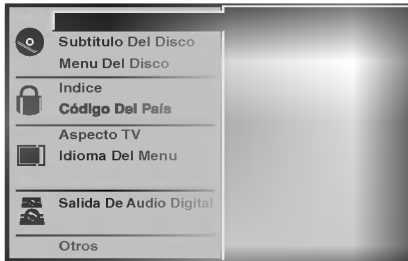 Subtitulo Del Disco
Menu Del Disco
Indice
Código Del País
Aspecto TV
Idioma Del Menu
Salida De Audio Digital
Otros